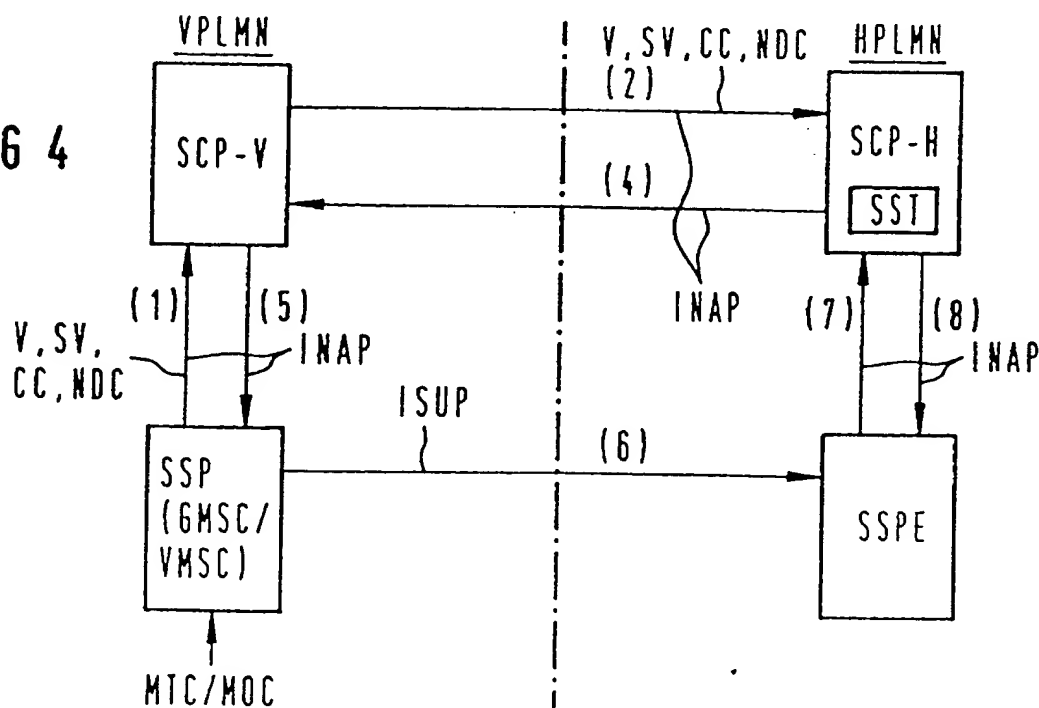 VPLMN
V,SV,CC,NDC
HPLMN
(2)
G 4
SCP-V
SCP-H
(4)
SST
(1)
(5)
INAP
(7)
(8)
V,SV,
CC,NDC
INAP
INAP
ISUP
(6)
SSP
(GMSC/
VMSC)
SSPE
MTC/MOC